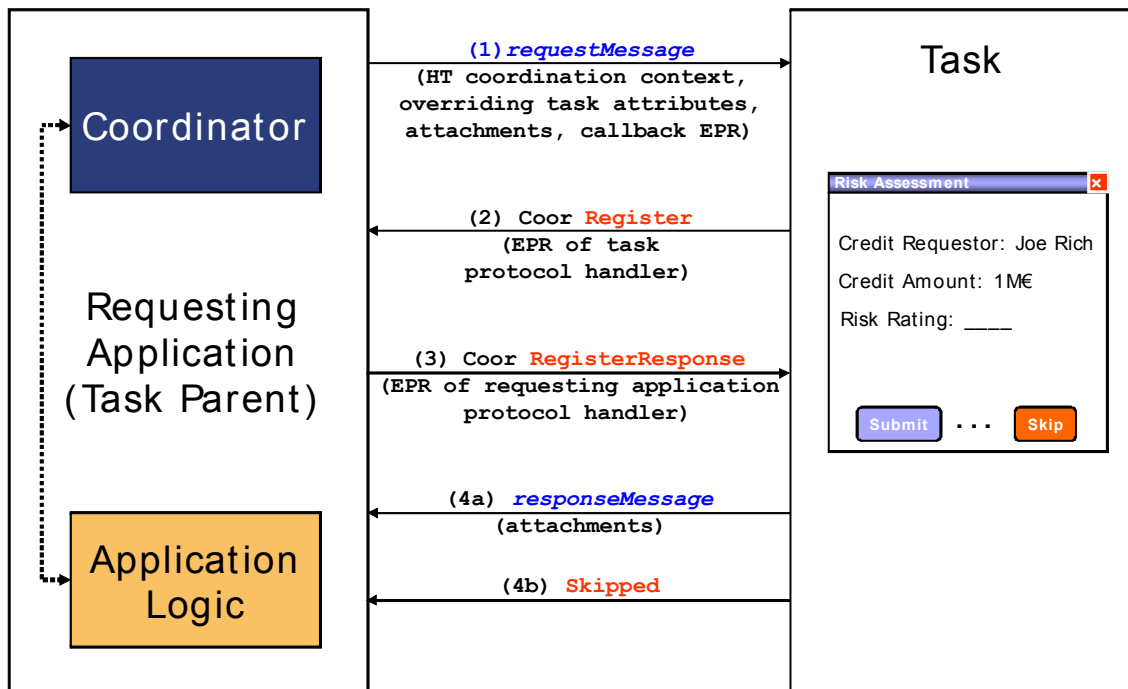 Coordinator
Requesting
Application
(Task Parent)
Application
Logic
(1) requestMessage
(HT coordination context,
overriding task attributes,
attachments, callback EPR)
(2) Coor Register
(EPR of task
protocol handler)
(3) Coor RegisterResponse
(EPR of requesting application
protocol handler)
(4a) responseMessage
(attachments)
(4b) Skipped
Task
Risk Assessment
Credit Requestor: Joe Rich
Credit Amount: 1M€
Risk Rating: ____
Submit ... Skip